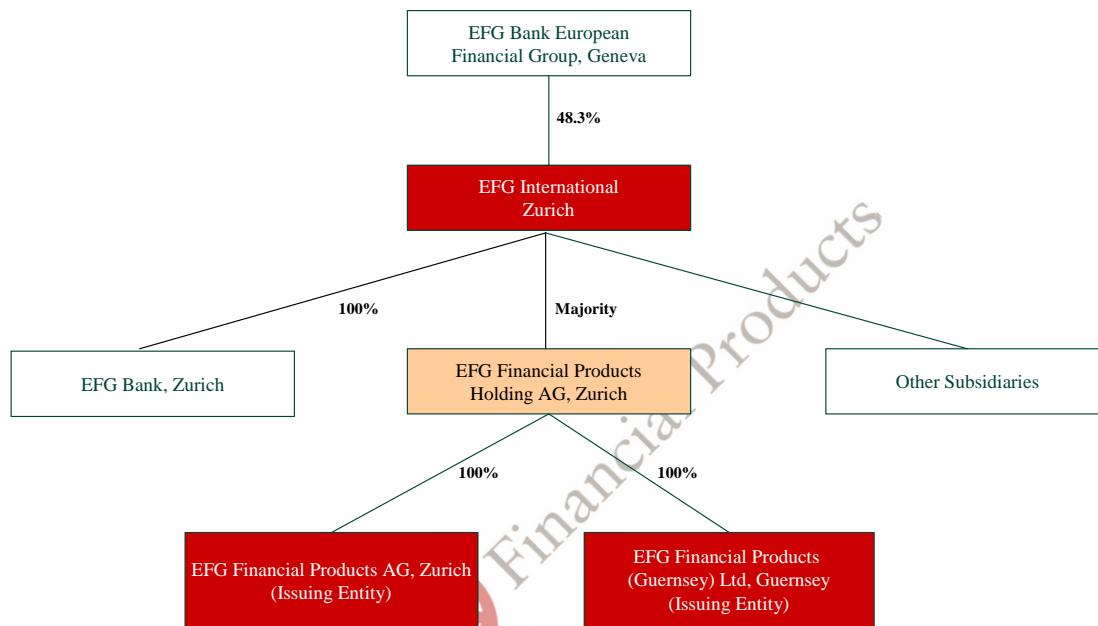 EFG Bank European
Financial Group, Geneva
48.3%
EFG International
Zurich
100%
Majority
EFG Bank, Zurich
EFG Financial Products
Holding AG, Zurich
Other Subsidiaries
100%
100%
EFG Financial Products AG, Zurich
(Issuing Entity)
EFG Financial Products
(Guernsey) Ltd, Guernsey
(Issuing Entity)
Financial Products